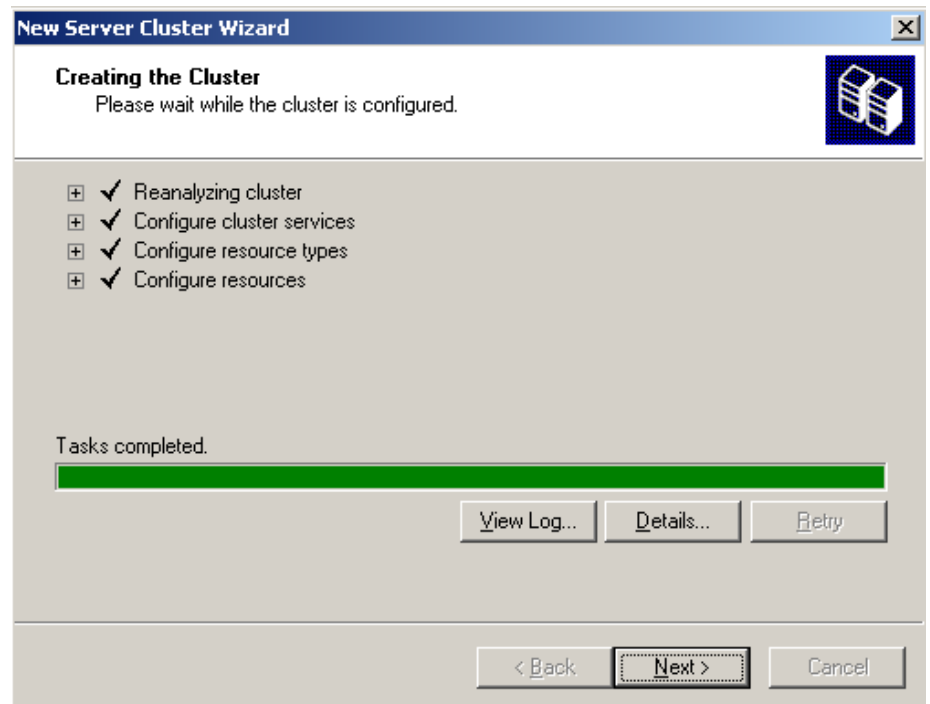 New Server Cluster Wizard
Creating the Cluster
Please wait while the cluster is configured.
Reanalyzing cluster
Configure cluster services
Configure resource types
Configure resources
Tasks completed.
View Log... Details... Retry
< Back Next > Cancel